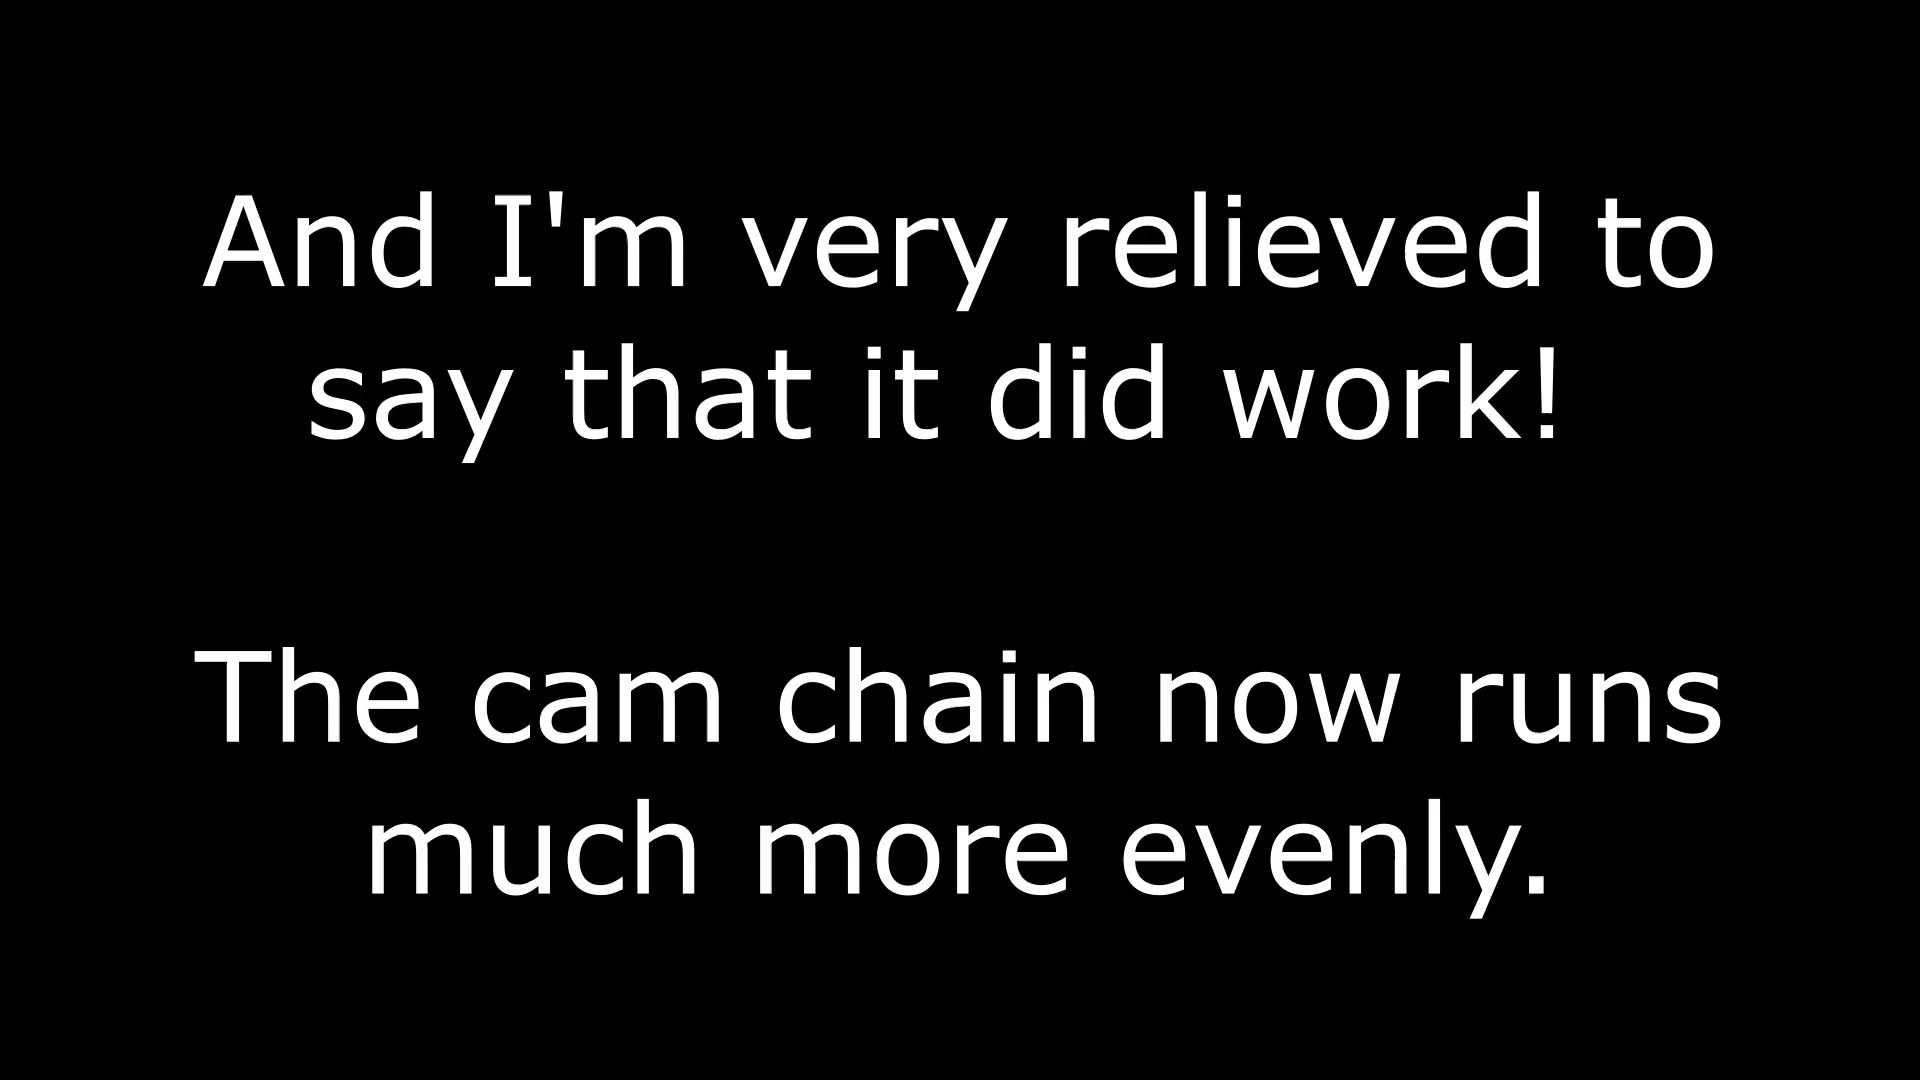 And I'm very relieved to
say that it did work!
The cam chain now runs
much more evenly.